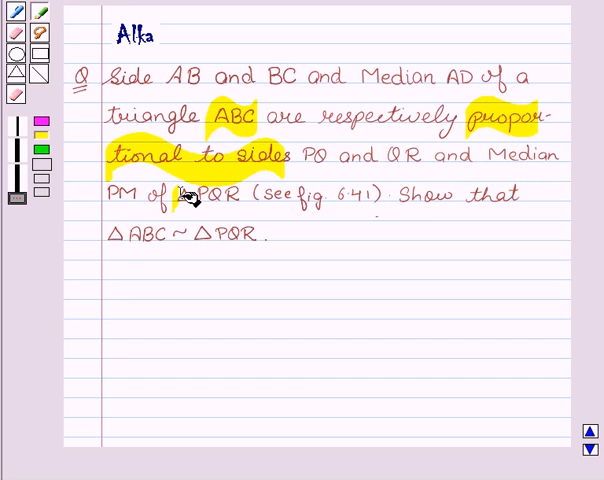 Alka
Q Side AB and BC and Median AD of a
triangle ABC are respectively propor-
tional to sides PQ and QR and Median
PM of PQR (see fig. 6.41). Show that
△ABC ~ △PQR.